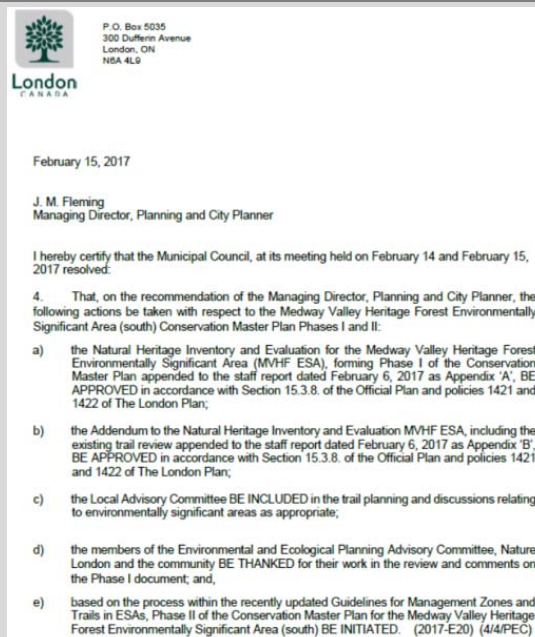 P.O. Box 5035
300 Dufferin Avenue
London, ON
N6A 4L9
London
CANADA
February 15, 2017
J. M. Fleming
Managing Director, Planning and City Planner
I hereby certify that the Municipal Council, at its meeting held on February 14 and February 15,
2017 resolved:
4. That, on the recommendation of the Managing Director, Planning and City Planner, the
following actions be taken with respect to the Medway Valley Heritage Forest Environmentally
Significant Area (south) Conservation Master Plan Phases I and II:
a) the Natural Heritage Inventory and Evaluation for the Medway Valley Heritage Forest
Environmentally Significant Area (MVHF ESA), forming Phase I of the Conservation
Master Plan appended to the staff report dated February 6, 2017 as Appendix 'A', BE
APPROVED in accordance with Section 15.3.8. of the Official Plan and policies 1421 and
1422 of The London Plan;
b) the Addendum to the Natural Heritage Inventory and Evaluation MVHF ESA, including the
existing trail review appended to the staff report dated February 6, 2017 as Appendix 'B',
BE APPROVED in accordance with Section 15.3.8. of the Official Plan and policies 1421
and 1422 of The London Plan;
c) the Local Advisory Committee BE INCLUDED in the trail planning and discussions relating
to environmentally significant areas as appropriate;
d) the members of the Environmental and Ecological Planning Advisory Committee, Nature
London and the community BE THANKED for their work in the review and comments on
the Phase I document; and,
e) based on the process within the recently updated Guidelines for Management Zones and
Trails in ESAs, Phase II of the Conservation Master Plan for the Medway Valley Heritage
Forest Environmentally Significant Area (south) BE INITIATED. (2017-E20) (4/4/PEC)